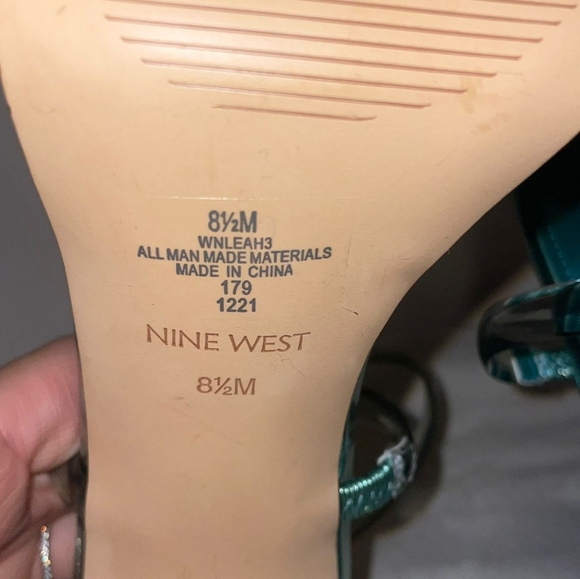 8½M
WNLEAH3
ALL MAN MADE MATERIALS
MADE IN CHINA
179
1221
NINE WEST
8½M